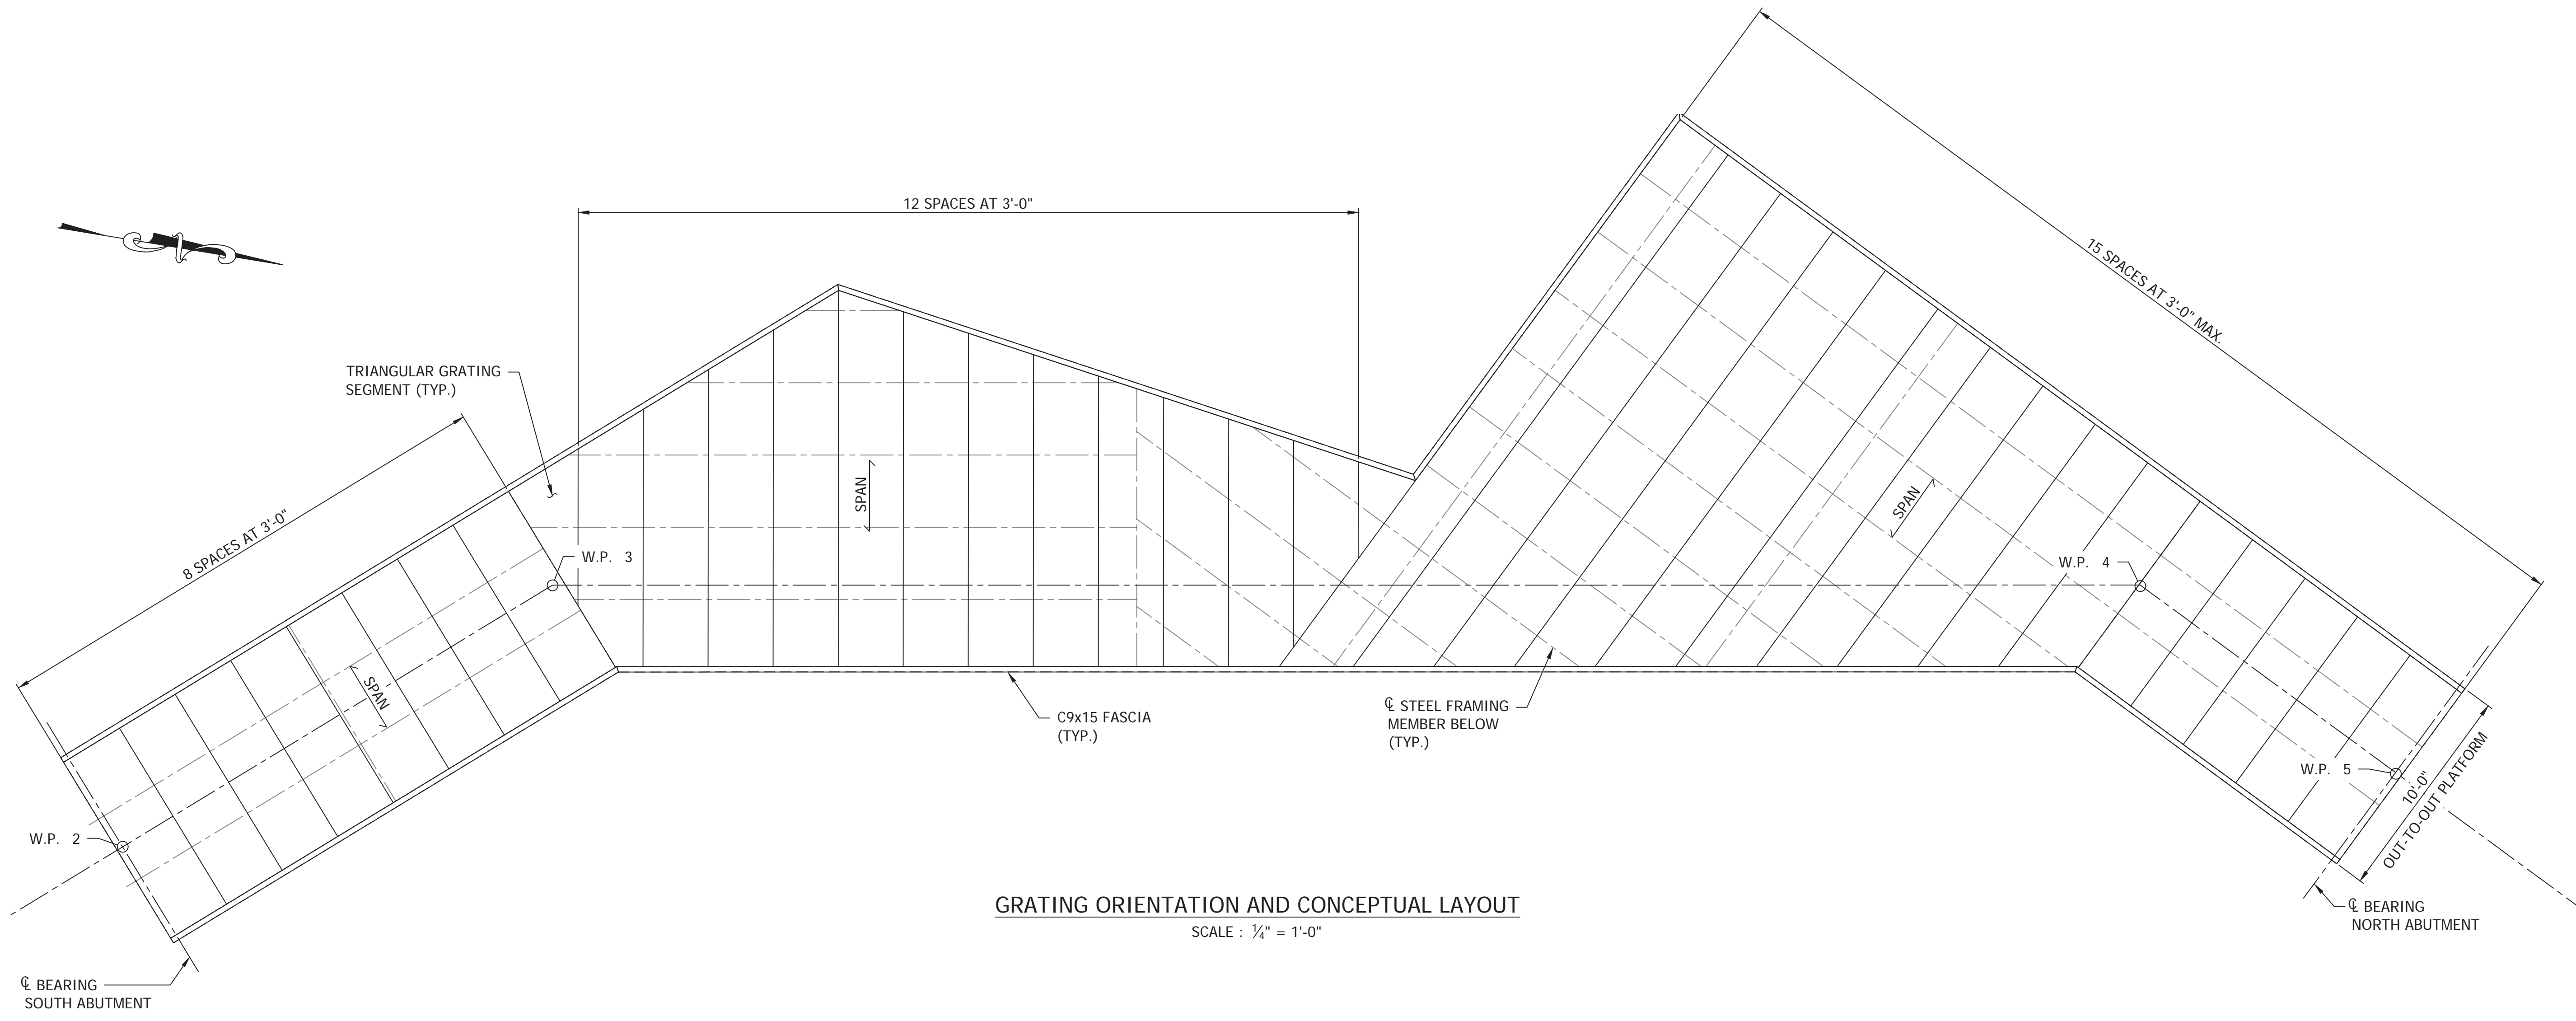 12 SPACES AT 3'-0"
15 SPACES AT 3'-0" MAX.
TRIANGULAR GRATING
SEGMENT (TYP.)
8 SPACES AT 3'-0"
SPAN
SPAN
SPAN
W.P. 3
W.P. 4
W.P. 2
W.P. 5
C9x15 FASCIA
(TYP.)
℄ STEEL FRAMING
MEMBER BELOW
(TYP.)
10'-0"
OUT-TO-OUT PLATFORM
GRATING ORIENTATION AND CONCEPTUAL LAYOUT
SCALE : 1/4" = 1'-0"
℄ BEARING
NORTH ABUTMENT
℄ BEARING
SOUTH ABUTMENT